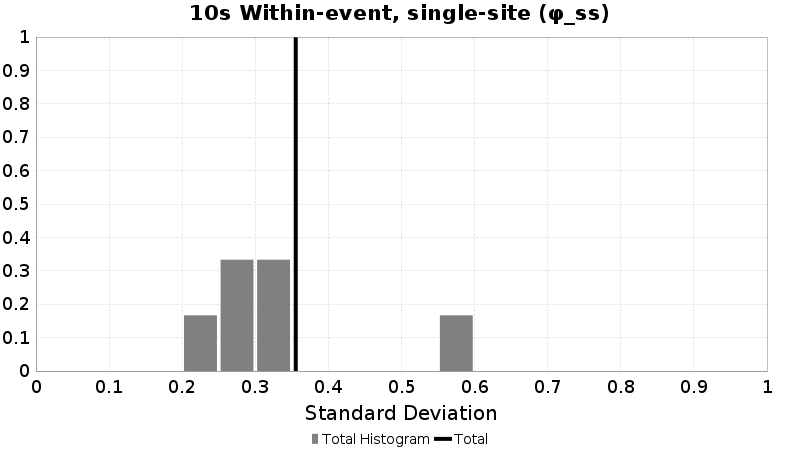 10s Within-event, single-site (φ_ss)
1
0.9
0.8
0.7
0.6
0.5
0.4
0.3
0.2
0.1
0
0 0.1 0.2 0.3 0.4 0.5 0.6 0.7 0.8 0.9 1
Standard Deviation
Total Histogram Total